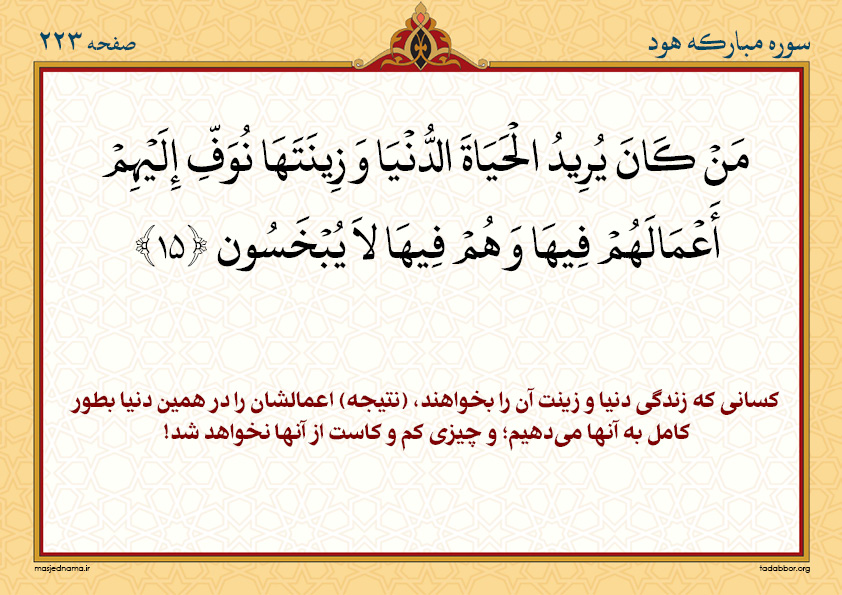 سوره مبارکه هود
صفحه ۲۲۳
مَنْ كَانَ يُرِيدُ الْحَيَاةَ الدُّنْيَا وَ زِينَتَهَا نُوَفِّ إِلَيْهِمْ
أَعْمَالَهُمْ فِيهَا وَ هُمْ فِيهَا لاَ يُبْخَسُون ﴿۱۵﴾
کسانی که زندگی دنیا و زینت آن را بخواهند، (نتیجه) اعمالشان را در همین دنیا بطور
کامل به آنها می‌دهیم؛ و چیزی کم و کاست از آنها نخواهد شد!
masjednama.ir
tadabbor.org